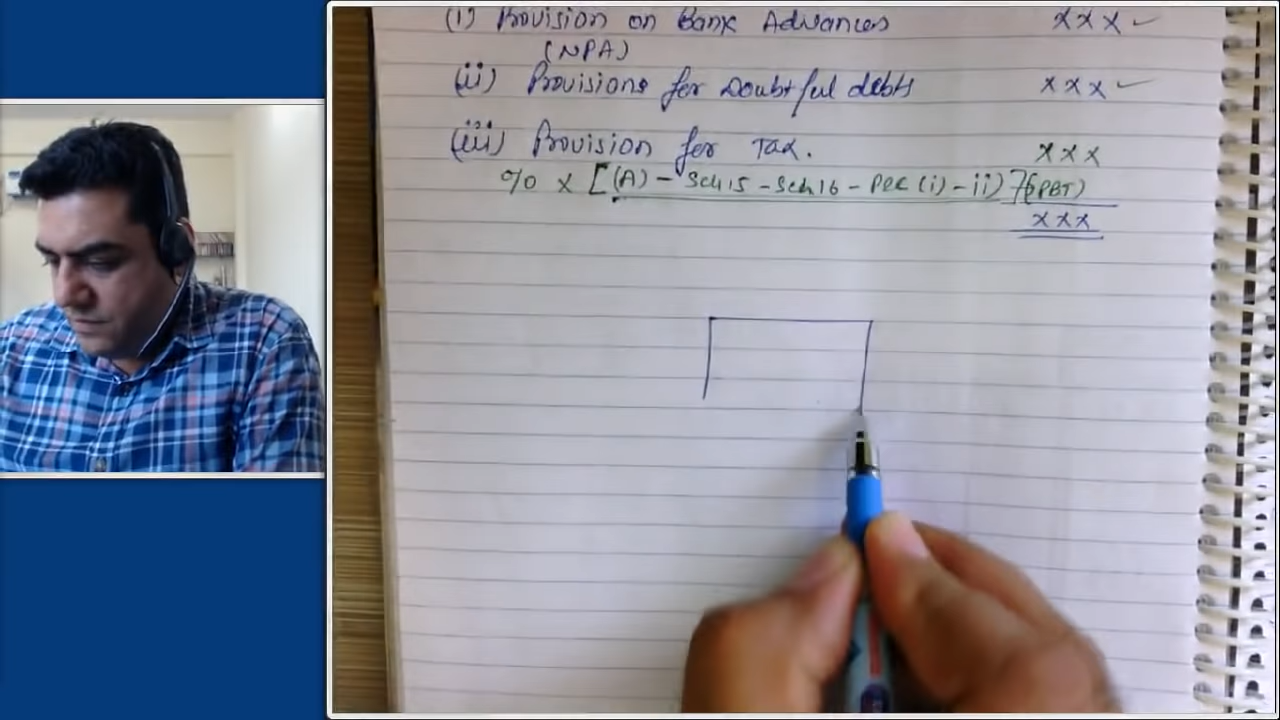 (i) Provision on Bank Advances xxx ✓
(NPA)
(ii) Provisions for Doubtful debts xxx ✓
(iii) Provision for Tax. xxx
% x [(A) - Sch 15 - Sch 16 - P&C (i) - ii)] (PBT)
xxx